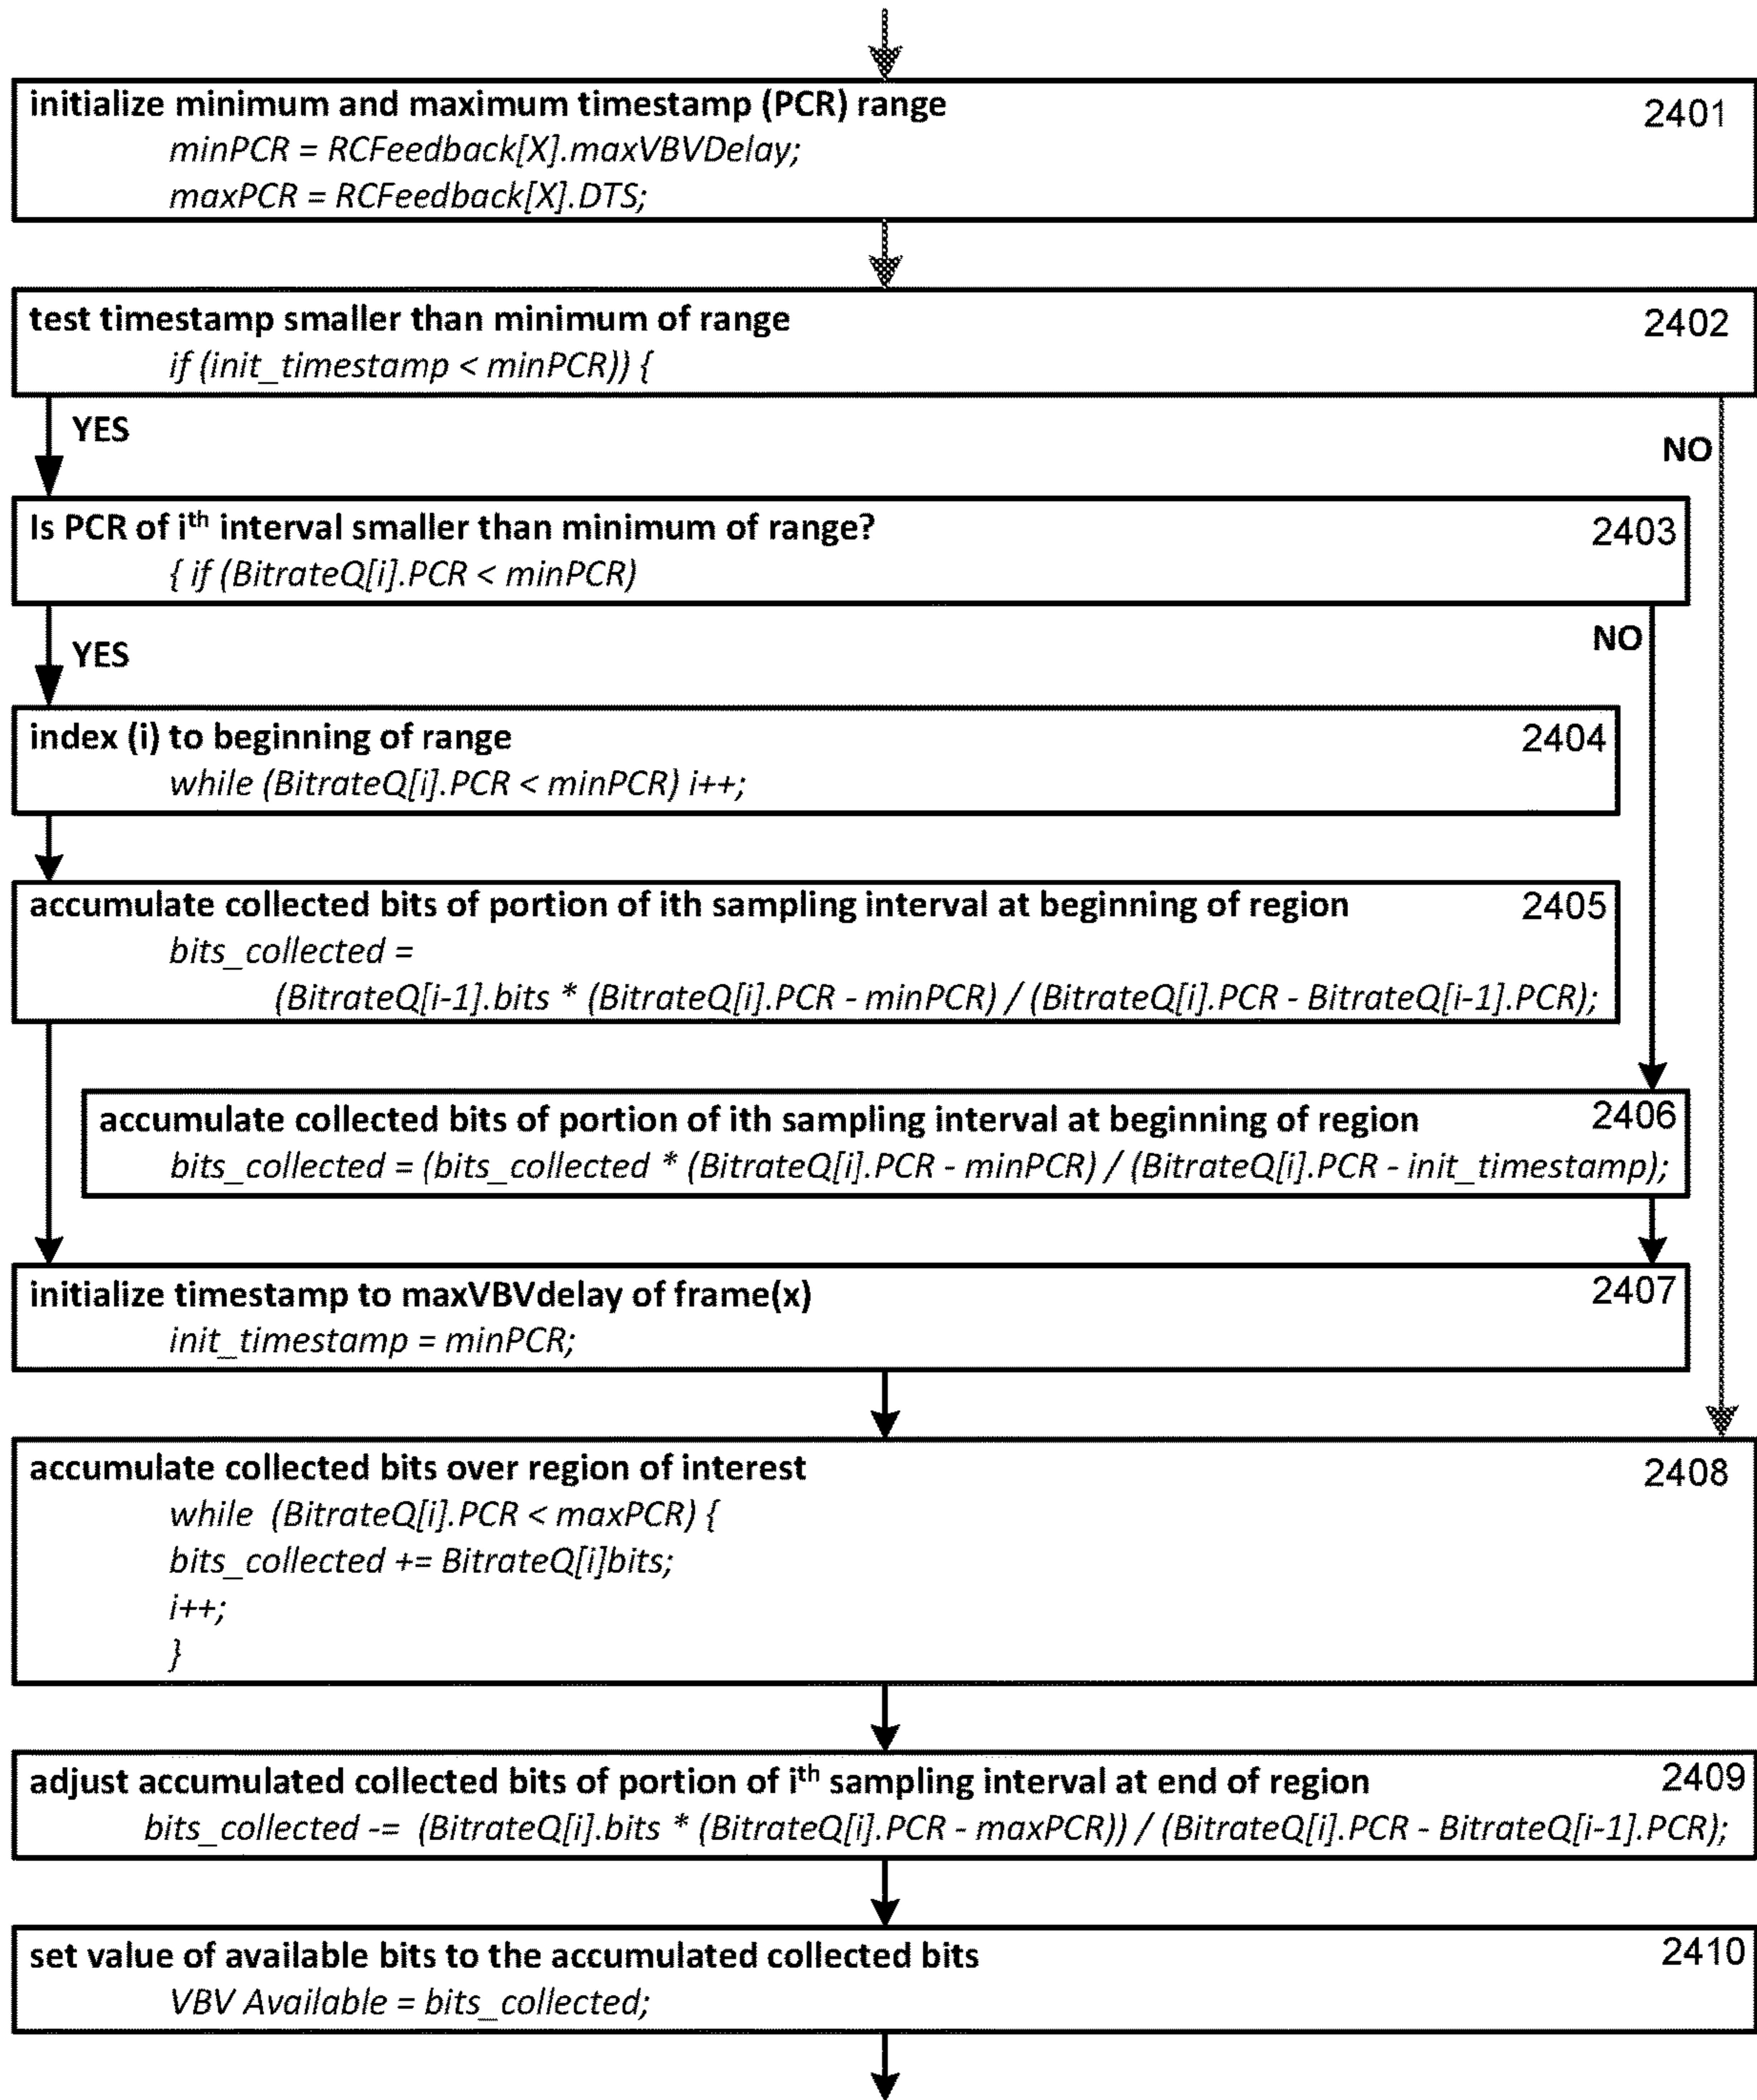 initialize minimum and maximum timestamp (PCR) range 2401
minPCR = RCFeedback[X].maxVBVDelay;
maxPCR = RCFeedback[X].DTS;
test timestamp smaller than minimum of range 2402
if (init_timestamp < minPCR)) {
YES
NO
Is PCR of iᵗʰ interval smaller than minimum of range? 2403
{ if (BitrateQ[i].PCR < minPCR)
YES
NO
index (i) to beginning of range 2404
while (BitrateQ[i].PCR < minPCR) i++;
accumulate collected bits of portion of ith sampling interval at beginning of region 2405
bits_collected =
(BitrateQ[i-1].bits * (BitrateQ[i].PCR - minPCR) / (BitrateQ[i].PCR - BitrateQ[i-1].PCR);
accumulate collected bits of portion of ith sampling interval at beginning of region 2406
bits_collected = (bits_collected * (BitrateQ[i].PCR - minPCR) / (BitrateQ[i].PCR - init_timestamp);
initialize timestamp to maxVBVdelay of frame(x) 2407
init_timestamp = minPCR;
accumulate collected bits over region of interest 2408
while (BitrateQ[i].PCR < maxPCR) {
bits_collected += BitrateQ[i]bits;
i++;
}
adjust accumulated collected bits of portion of iᵗʰ sampling interval at end of region 2409
bits_collected -= (BitrateQ[i].bits * (BitrateQ[i].PCR - maxPCR)) / (BitrateQ[i].PCR - BitrateQ[i-1].PCR);
set value of available bits to the accumulated collected bits 2410
VBV Available = bits_collected;